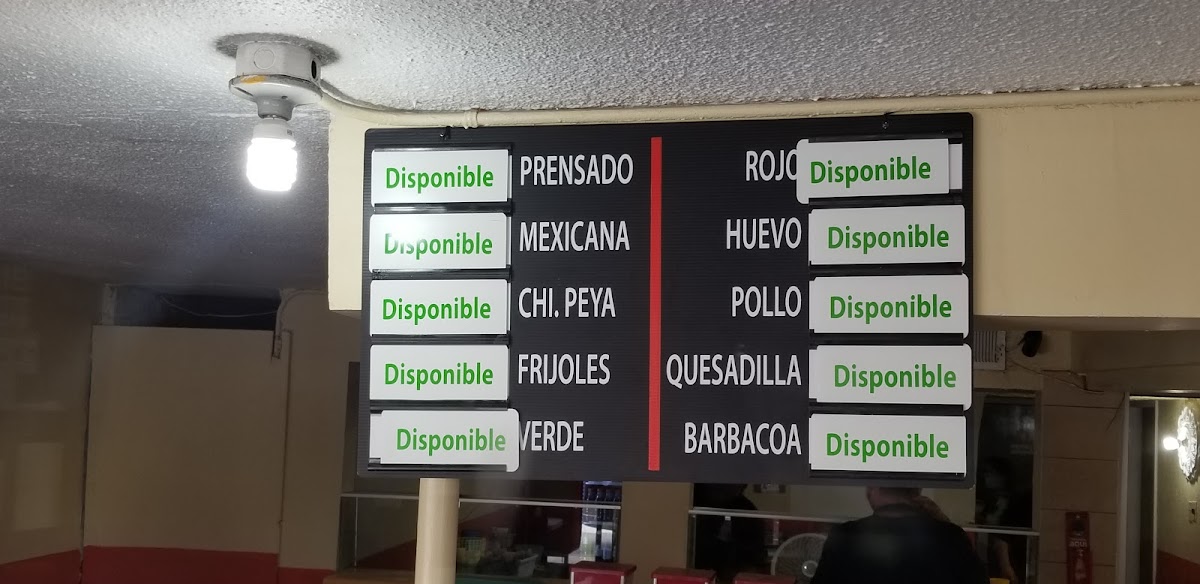 Disponible PRENSADO ROJO Disponible
Disponible MEXICANA HUEVO Disponible
Disponible CHI. PEYA POLLO Disponible
Disponible FRIJOLES QUESADILLA Disponible
Disponible VERDE BARBACOA Disponible